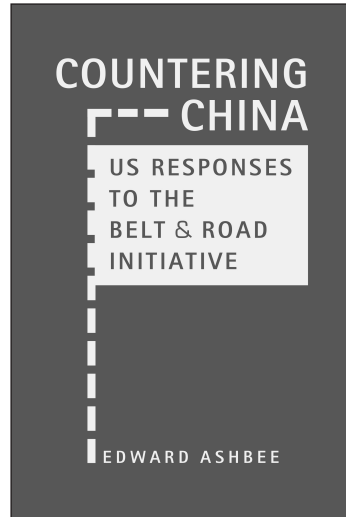 COUNTERING
CHINA
US RESPONSES
TO THE
BELT & ROAD
INITIATIVE
EDWARD ASHBEE